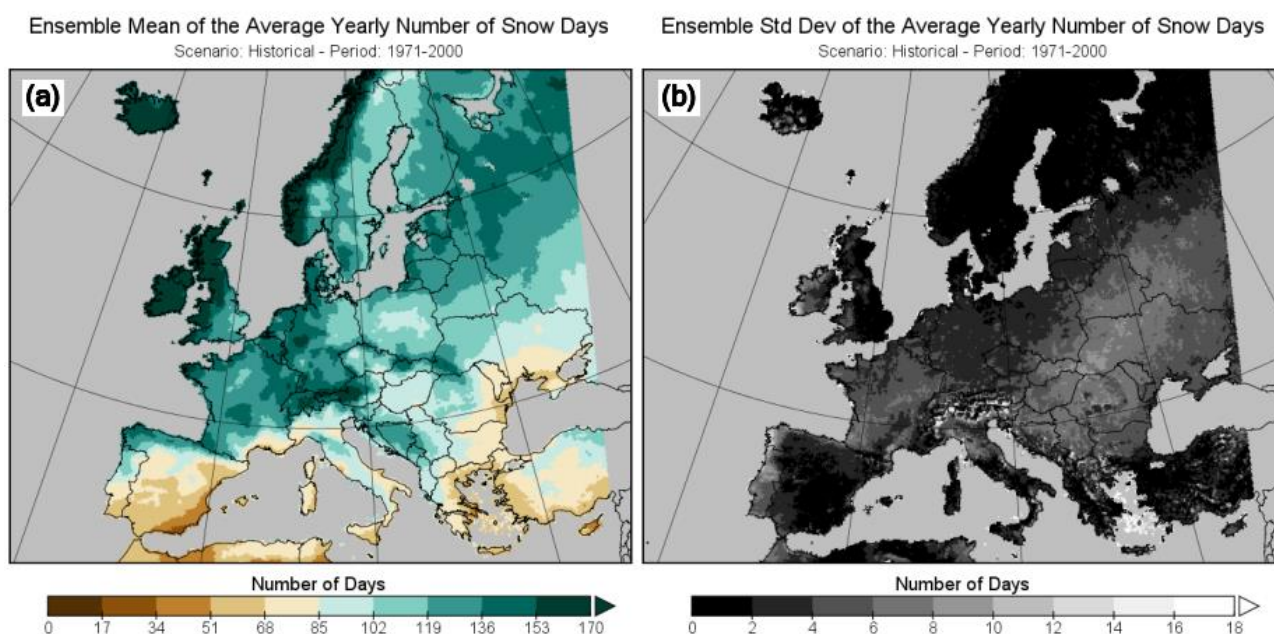 Ensemble Mean of the Average Yearly Number of Snow Days
Scenario: Historical - Period: 1971-2000
(a)
Number of Days
0 17 34 51 68 85 102 119 136 153 170
Ensemble Std Dev of the Average Yearly Number of Snow Days
Scenario: Historical - Period: 1971-2000
(b)
Number of Days
0 2 4 6 8 10 12 14 16 18